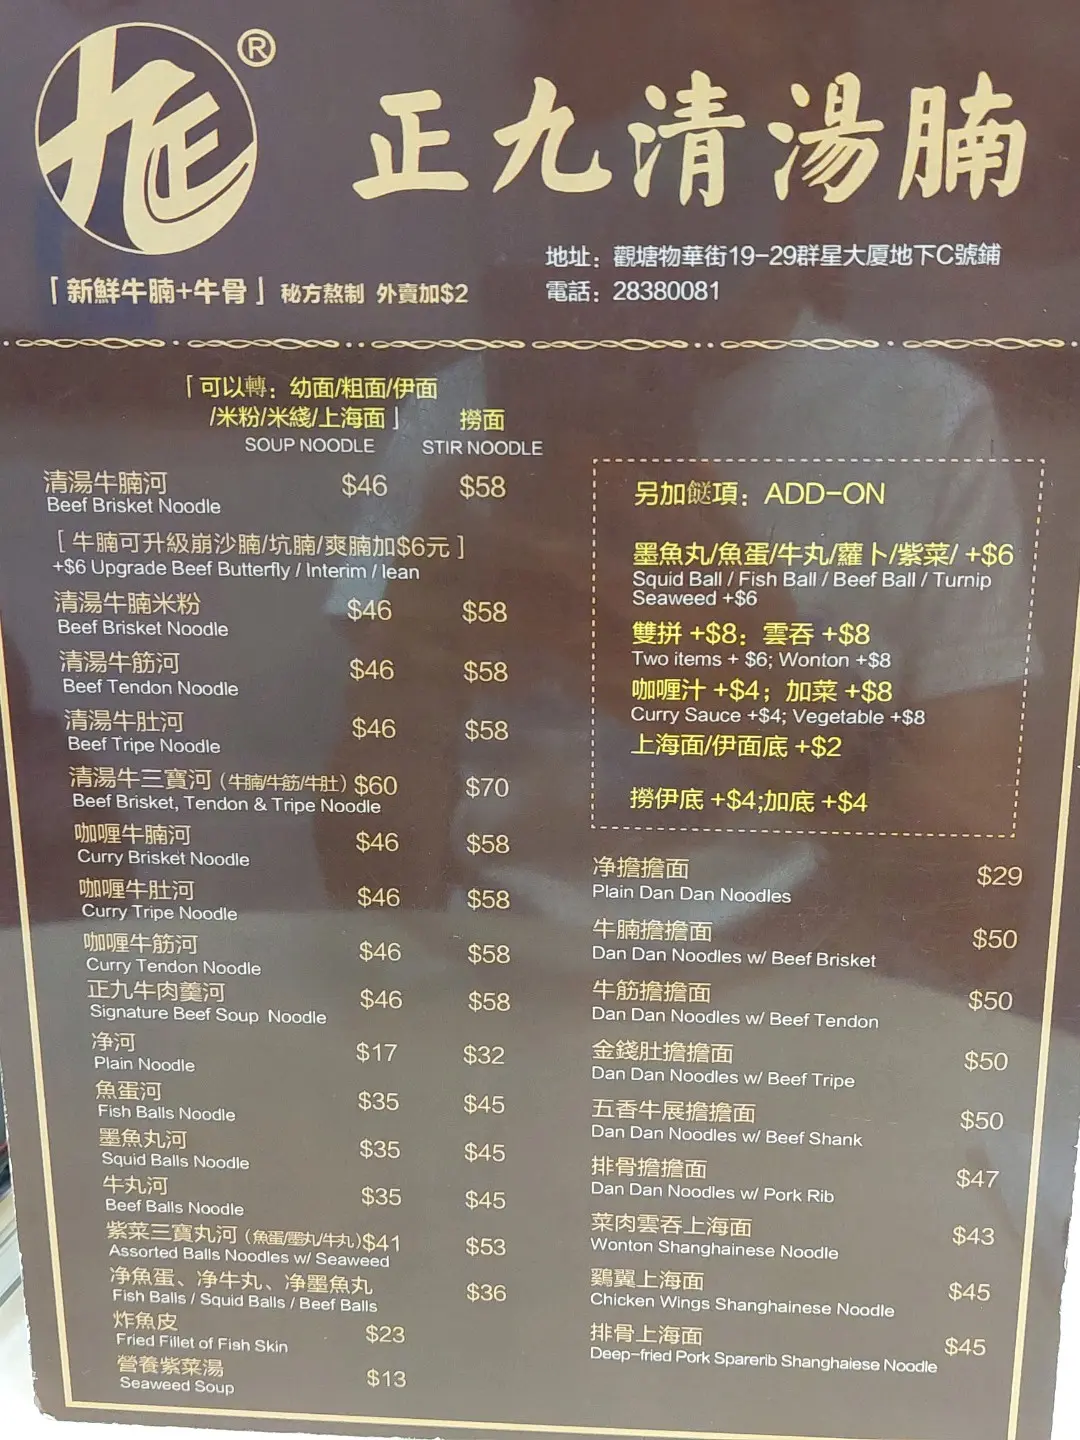 ®
正九清湯腩
地址：觀塘物華街19-29群星大厦地下C號鋪
電話：28380081
「新鮮牛腩+牛骨」秘方熬制 外賣加$2
「可以轉：幼面/粗面/伊面
/米粉/米綫/上海面」 撈面
SOUP NOODLE STIR NOODLE
清湯牛腩河 $46 $58
Beef Brisket Noodle
[ 牛腩可升級崩沙腩/坑腩/爽腩加$6元 ]
+$6 Upgrade Beef Butterfly / Interim / lean
清湯牛腩米粉 $46 $58
Beef Brisket Noodle
清湯牛筋河 $46 $58
Beef Tendon Noodle
清湯牛肚河 $46 $58
Beef Tripe Noodle
清湯牛三寶河（牛腩/牛筋/牛肚）$60 $70
Beef Brisket, Tendon & Tripe Noodle
咖喱牛腩河 $46 $58
Curry Brisket Noodle
咖喱牛肚河 $46 $58
Curry Tripe Noodle
咖喱牛筋河 $46 $58
Curry Tendon Noodle
正九牛肉羹河 $46 $58
Signature Beef Soup Noodle
净河 $17 $32
Plain Noodle
魚蛋河 $35 $45
Fish Balls Noodle
墨魚丸河 $35 $45
Squid Balls Noodle
牛丸河 $35 $45
Beef Balls Noodle
紫菜三寶丸河（魚蛋/墨丸/牛丸）$41 $53
Assorted Balls Noodles w/ Seaweed
净魚蛋、净牛丸、净墨魚丸 $36
Fish Balls / Squid Balls / Beef Balls
炸魚皮 $23
Fried Fillet of Fish Skin
營養紫菜湯 $13
Seaweed Soup
另加餸項：ADD-ON
墨魚丸/魚蛋/牛丸/蘿卜/紫菜/ +$6
Squid Ball / Fish Ball / Beef Ball / Turnip
Seaweed +$6
雙拼 +$8：雲吞 +$8
Two items + $6; Wonton +$8
咖喱汁 +$4；加菜 +$8
Curry Sauce +$4; Vegetable +$8
上海面/伊面底 +$2
撈伊底 +$4;加底 +$4
净擔擔面 $29
Plain Dan Dan Noodles
牛腩擔擔面 $50
Dan Dan Noodles w/ Beef Brisket
牛筋擔擔面 $50
Dan Dan Noodles w/ Beef Tendon
金錢肚擔擔面 $50
Dan Dan Noodles w/ Beef Tripe
五香牛展擔擔面 $50
Dan Dan Noodles w/ Beef Shank
排骨擔擔面 $47
Dan Dan Noodles w/ Pork Rib
菜肉雲吞上海面 $43
Wonton Shanghainese Noodle
鷄翼上海面 $45
Chicken Wings Shanghainese Noodle
排骨上海面 $45
Deep-fried Pork Sparerib Shanghaiese Noodle